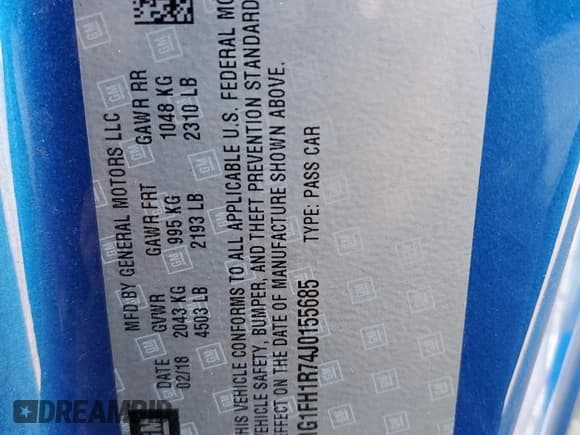 MFD BY GENERAL MOTORS LLC
DATE GVWR GAWR FRT GAWR RR
02/18 2043 KG 995 KG 1048 KG
4503 LB 2193 LB 2310 LB
THIS VEHICLE CONFORMS TO ALL APPLICABLE U.S. FEDERAL
VEHICLE SAFETY, BUMPER, AND THEFT PREVENTION STANDARD
EFFECT ON THE DATE OF MANUFACTURE SHOWN ABOVE.
1G1FH1R74J0155685 TYPE: PASS CAR
GM
DREAMBID